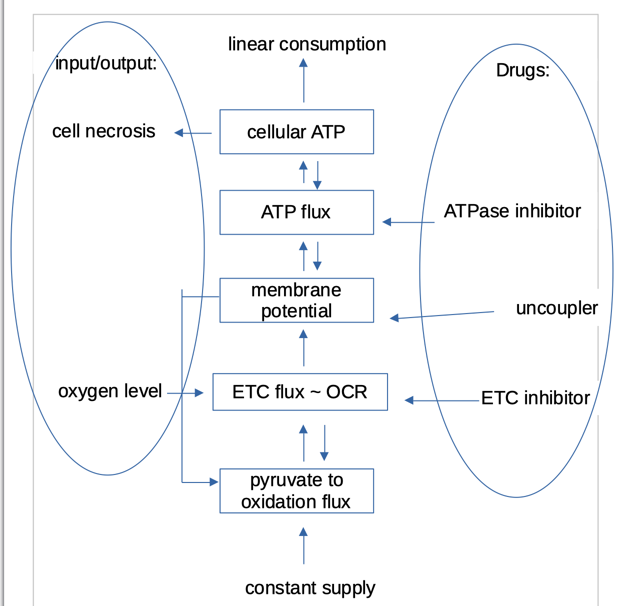 linear consumption
input/output:
Drugs:
cell necrosis
cellular ATP
ATP flux
ATPase inhibitor
membrane
potential
uncoupler
oxygen level
ETC flux ~ OCR
ETC inhibitor
pyruvate to
oxidation flux
constant supply